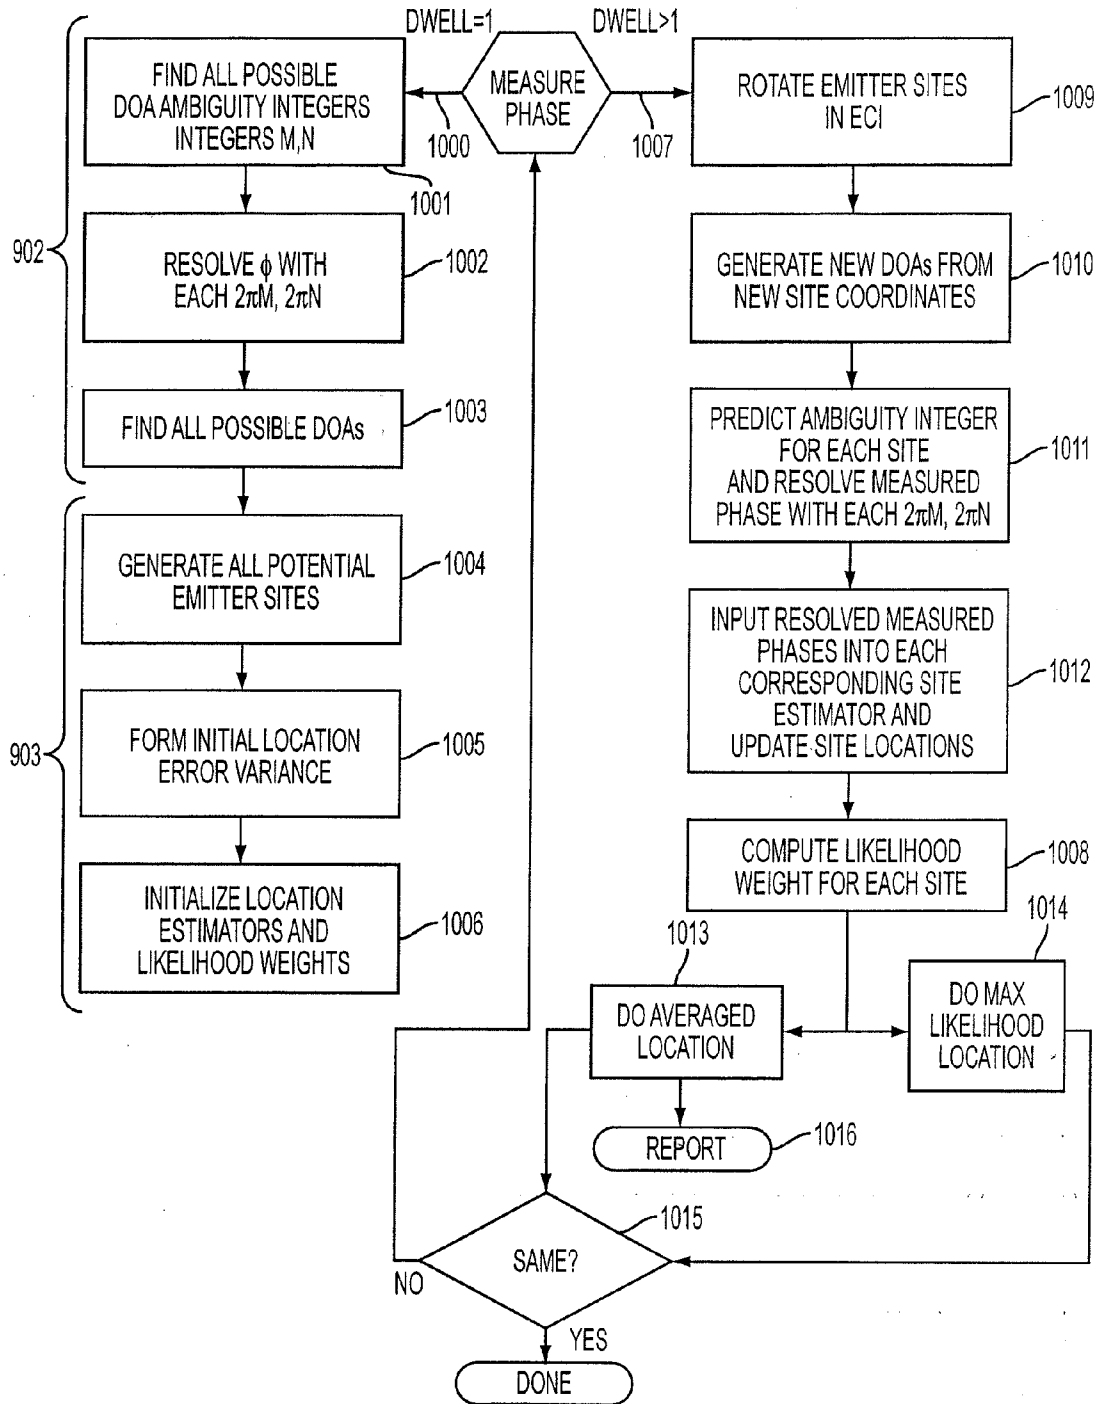 DWELL=1
DWELL>1
MEASURE
PHASE
1000
1007
FIND ALL POSSIBLE
DOA AMBIGUITY INTEGERS
INTEGERS M,N
1001
902
RESOLVE ϕ WITH
EACH 2πM, 2πN
1002
FIND ALL POSSIBLE DOAs
1003
903
GENERATE ALL POTENTIAL
EMITTER SITES
1004
FORM INITIAL LOCATION
ERROR VARIANCE
1005
INITIALIZE LOCATION
ESTIMATORS AND
LIKELIHOOD WEIGHTS
1006
ROTATE EMITTER SITES
IN ECI
1009
GENERATE NEW DOAs FROM
NEW SITE COORDINATES
1010
PREDICT AMBIGUITY INTEGER
FOR EACH SITE
AND RESOLVE MEASURED
PHASE WITH EACH 2πM, 2πN
1011
INPUT RESOLVED MEASURED
PHASES INTO EACH
CORRESPONDING SITE
ESTIMATOR AND
UPDATE SITE LOCATIONS
1012
COMPUTE LIKELIHOOD
WEIGHT FOR EACH SITE
1008
1013
DO AVERAGED
LOCATION
1014
DO MAX
LIKELIHOOD
LOCATION
REPORT
1016
1015
SAME?
NO
YES
DONE